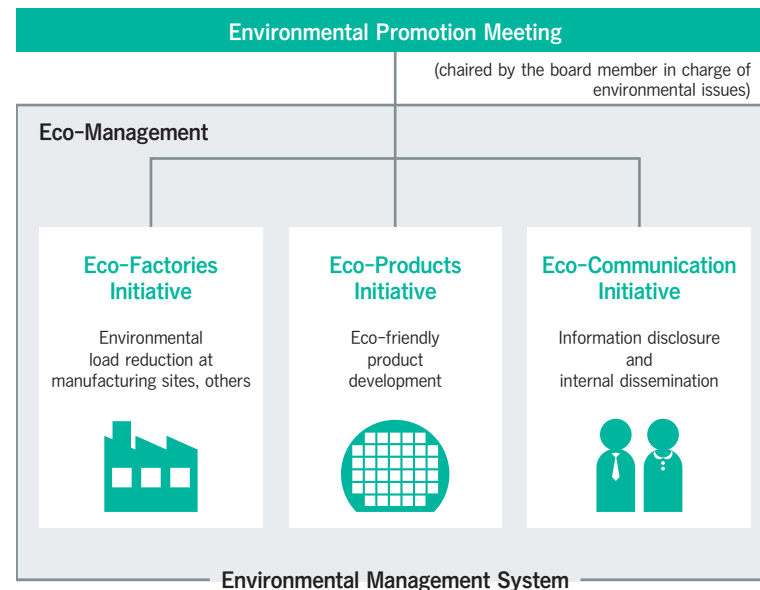 Environmental Promotion Meeting
(chaired by the board member in charge of
environmental issues)
Eco-Management
Eco-Factories
Initiative
Environmental
load reduction at
manufacturing sites, others
Eco-Products
Initiative
Eco-friendly
product
development
Eco-Communication
Initiative
Information disclosure
and
internal dissemination
Environmental Management System